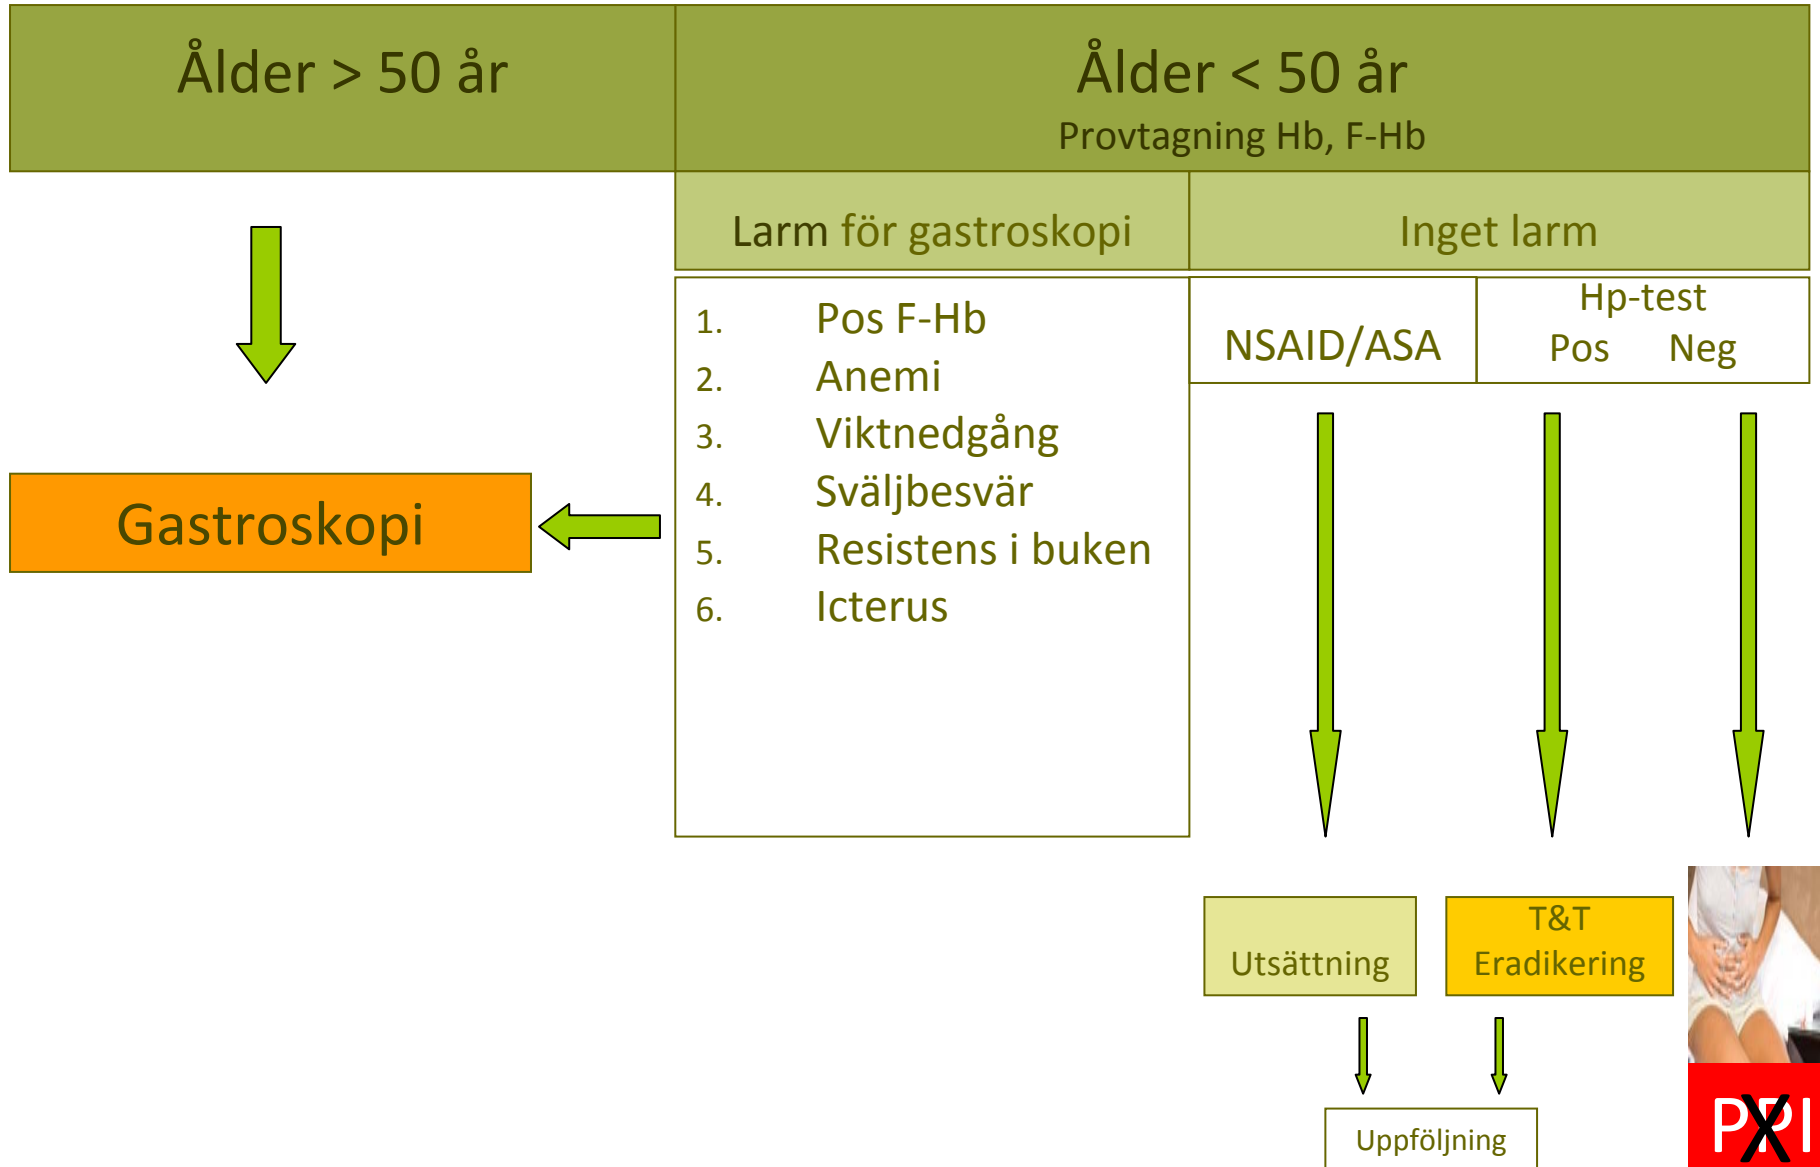 Ålder > 50 år
Ålder < 50 år
Provtagning Hb, F-Hb
Larm för gastroskopi
Inget larm
1. Pos F-Hb
2. Anemi
3. Viktnedgång
4. Sväljbesvär
5. Resistens i buken
6. Icterus
NSAID/ASA
Hp-test
Pos Neg
Gastroskopi
Utsättning
T&T
Eradikering
Uppföljning
PPI
X